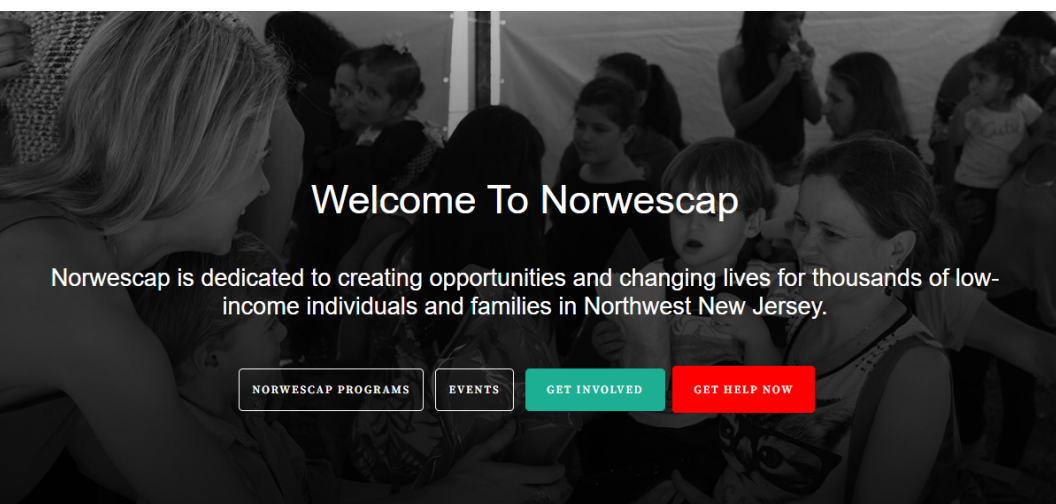 Welcome To Norwescap
Norwescap is dedicated to creating opportunities and changing lives for thousands of low-
income individuals and families in Northwest New Jersey.
NORWESCAP PROGRAMS
EVENTS
GET INVOLVED
GET HELP NOW